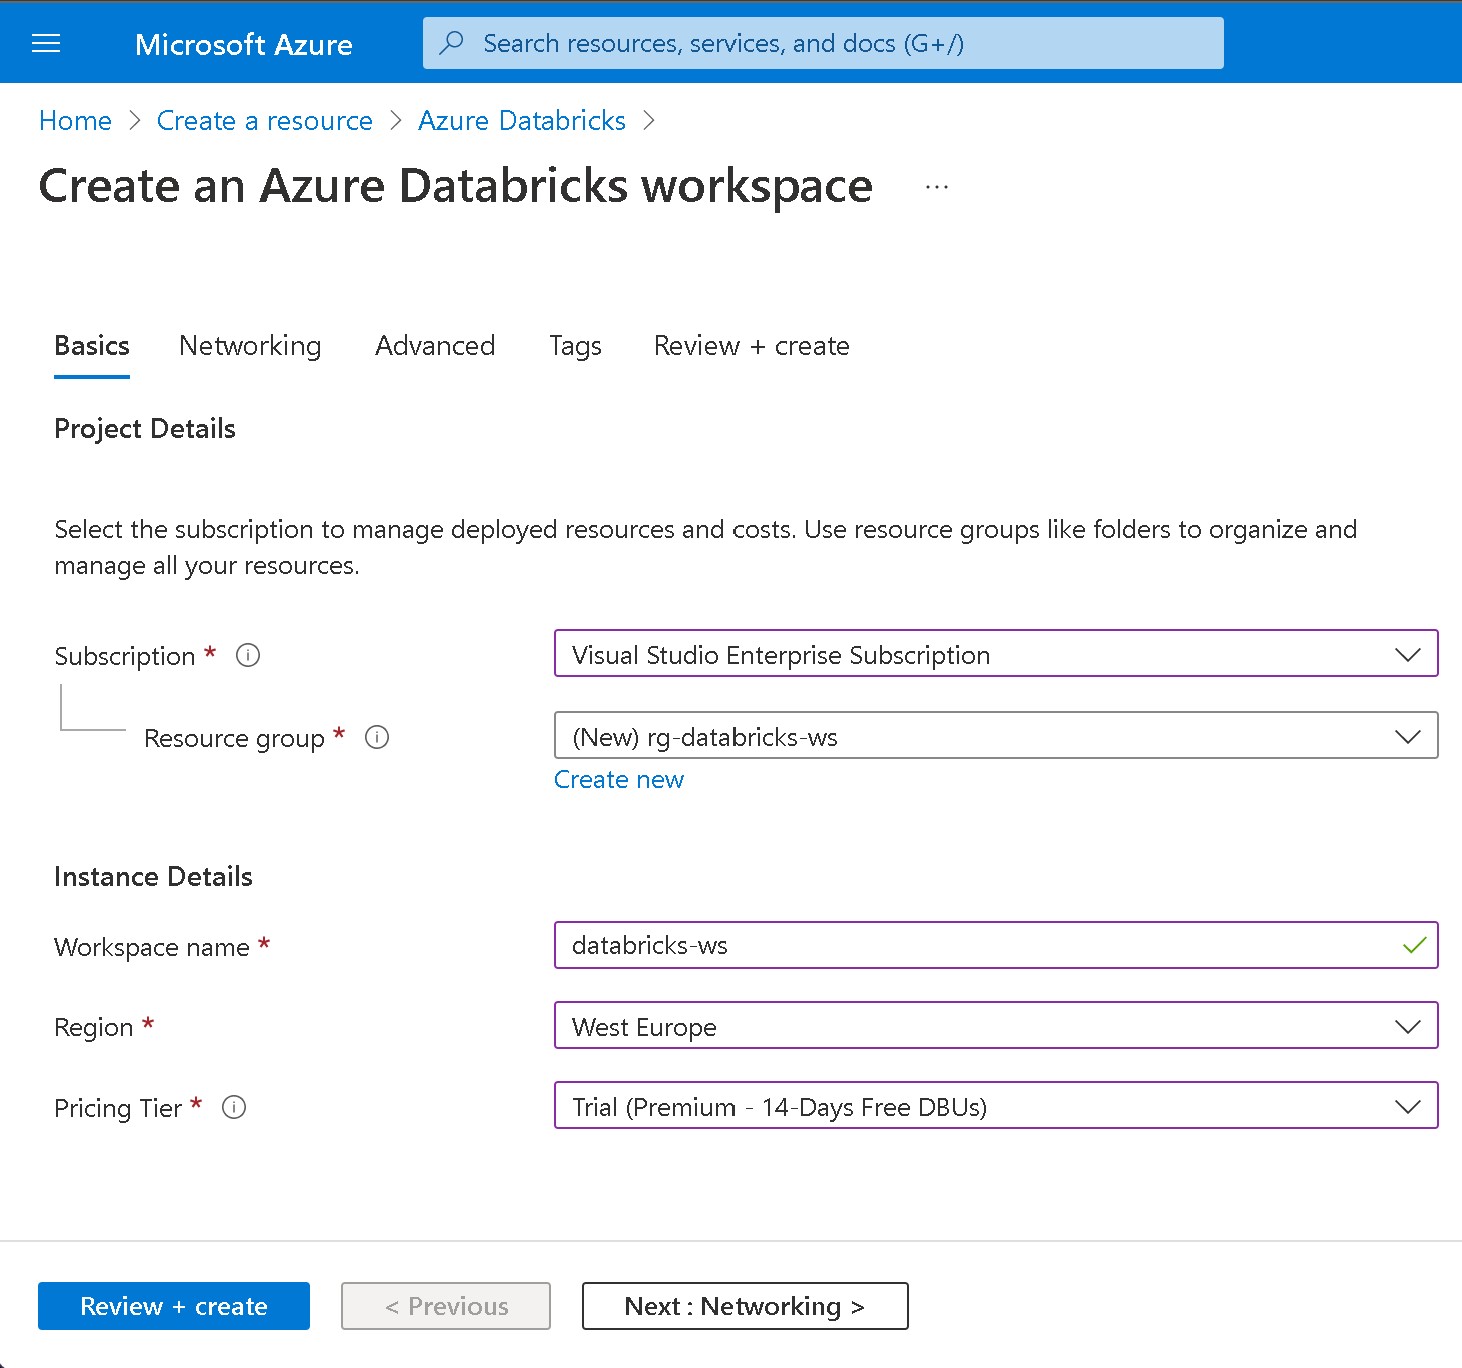 Microsoft Azure
Search resources, services, and docs (G+/)
Home > Create a resource > Azure Databricks >
Create an Azure Databricks workspace ...
Basics Networking Advanced Tags Review + create
Project Details
Select the subscription to manage deployed resources and costs. Use resource groups like folders to organize and
manage all your resources.
Subscription * Visual Studio Enterprise Subscription
Resource group * (New) rg-databricks-ws
Create new
Instance Details
Workspace name * databricks-ws
Region * West Europe
Pricing Tier * Trial (Premium - 14-Days Free DBUs)
Review + create < Previous Next : Networking >